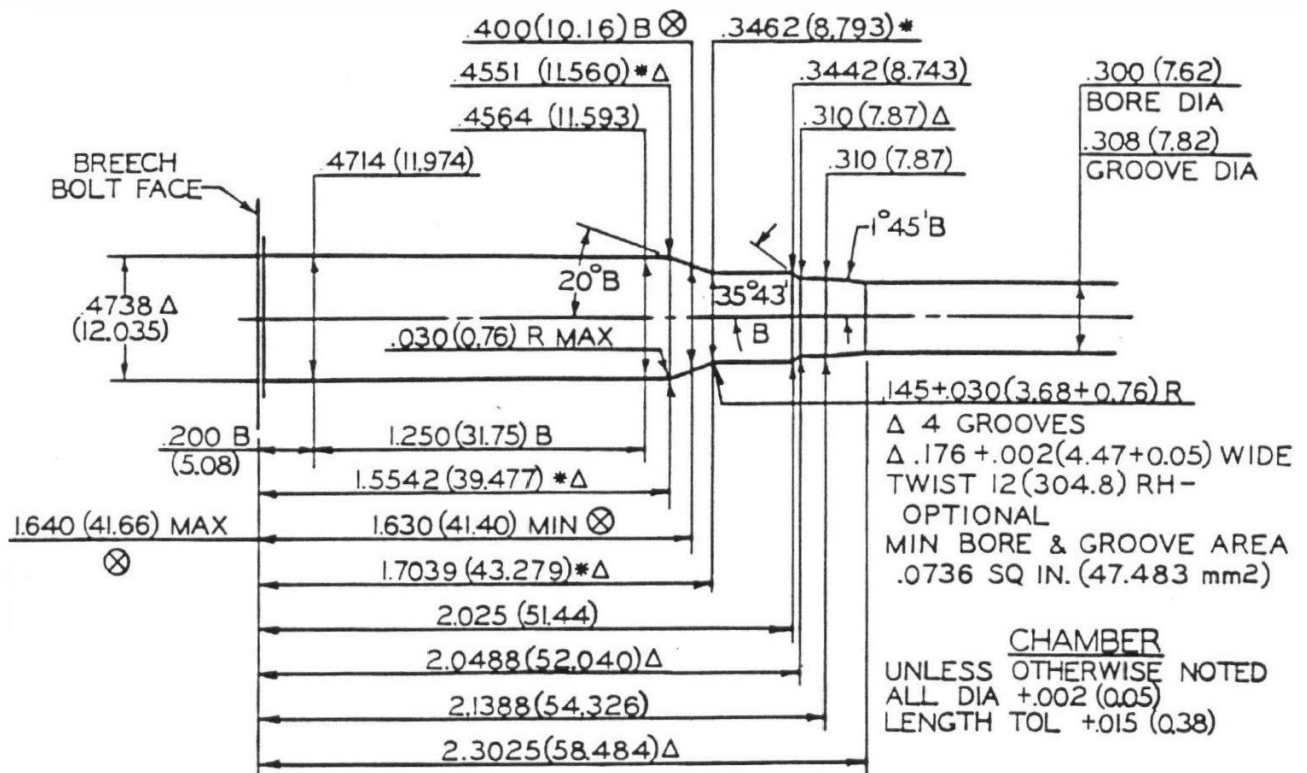 .400(10.16) B ⊗
.3462(8.793)*
.4551 (11.560)*Δ
.3442(8.743)
.300 (7.62)
BORE DIA
.4564 (11.593)
.310(7.87)Δ
.308 (7.82)
GROOVE DIA
BREECH
BOLT FACE
.4714 (11.974)
.310 (7.87)
1°45'B
20°B
35°43'
B
.4738 Δ
(12.035)
.030(0.76) R MAX
.145+.030(3.68+0.76) R
.200 B
(5.08)
1.250(31.75) B
Δ 4 GROOVES
Δ .176 +.002(4.47+0.05) WIDE
TWIST 12(304.8) RH-
OPTIONAL
MIN BORE & GROOVE AREA
.0736 SQ IN. (47.483 mm2)
1.5542(39.477) *Δ
1.640 (41.66) MAX
⊗
1.630(41.40) MIN ⊗
1.7039(43.279)*Δ
2.025 (51.44)
2.0488(52.040)Δ
2.1388(54.326)
2.3025(58.484)Δ
CHAMBER
UNLESS OTHERWISE NOTED
ALL DIA +.002 (0.05)
LENGTH TOL +.015 (0.38)